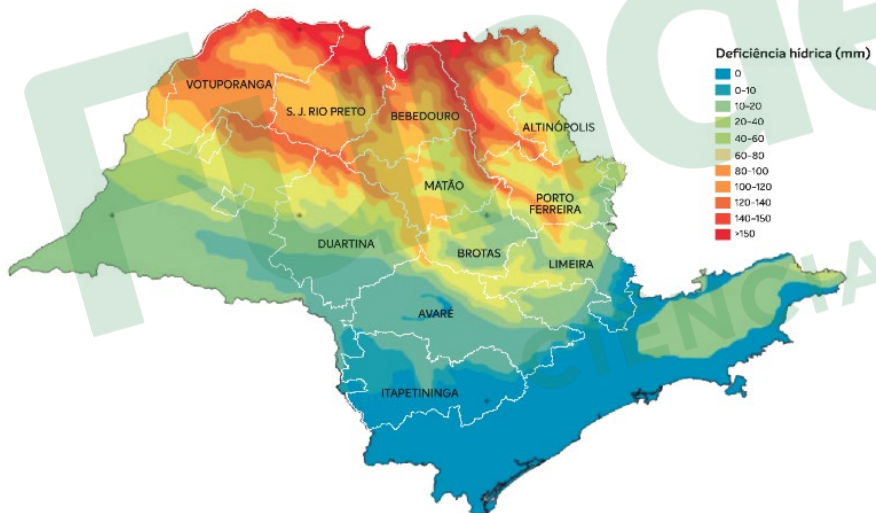 VOTUPORANGA
S. J. RIO PRETO
BEBEDOURO
ALTINÓPOLIS
MATÃO
PORTO
FERREIRA
DUARTINA
BROTAS
LIMEIRA
AVARÉ
ITAPETININGA
Deficiência hídrica (mm)
0
0-10
10-20
20-40
40-60
60-80
80-100
100-120
120-140
140-150
>150
CIÊNCIA